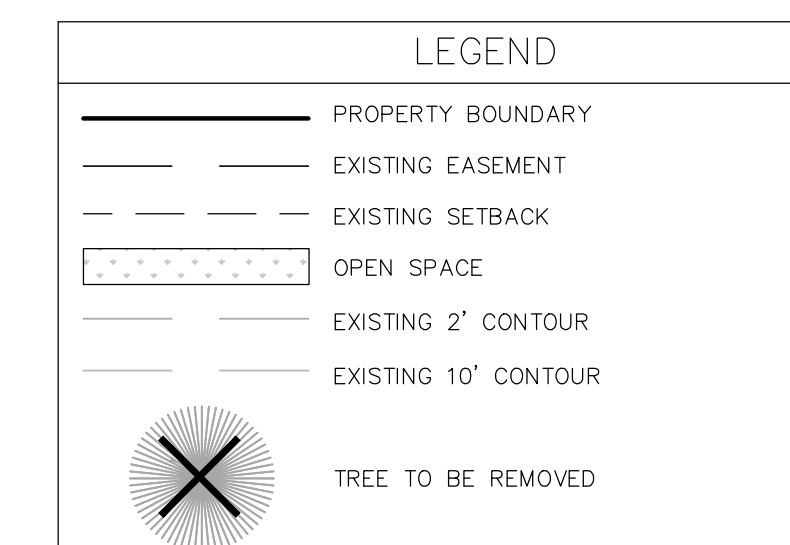 LEGEND
PROPERTY BOUNDARY
EXISTING EASEMENT
EXISTING SETBACK
OPEN SPACE
EXISTING 2' CONTOUR
EXISTING 10' CONTOUR
TREE TO BE REMOVED